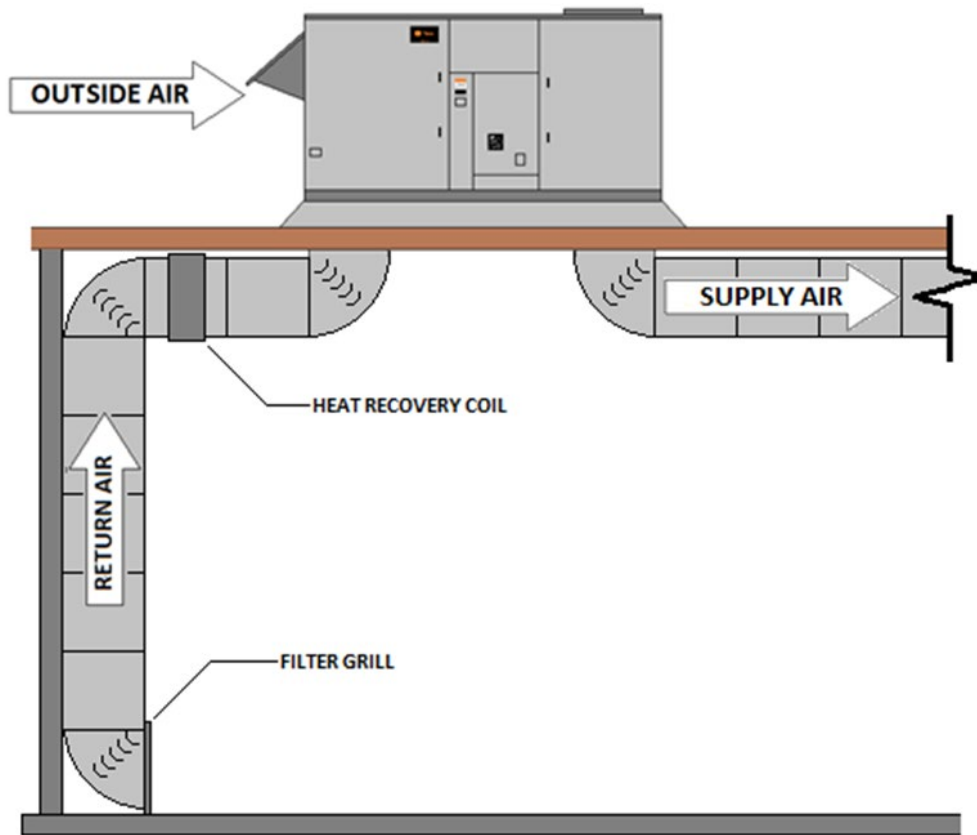 OUTSIDE AIR
SUPPLY AIR
HEAT RECOVERY COIL
RETURN AIR
FILTER GRILL